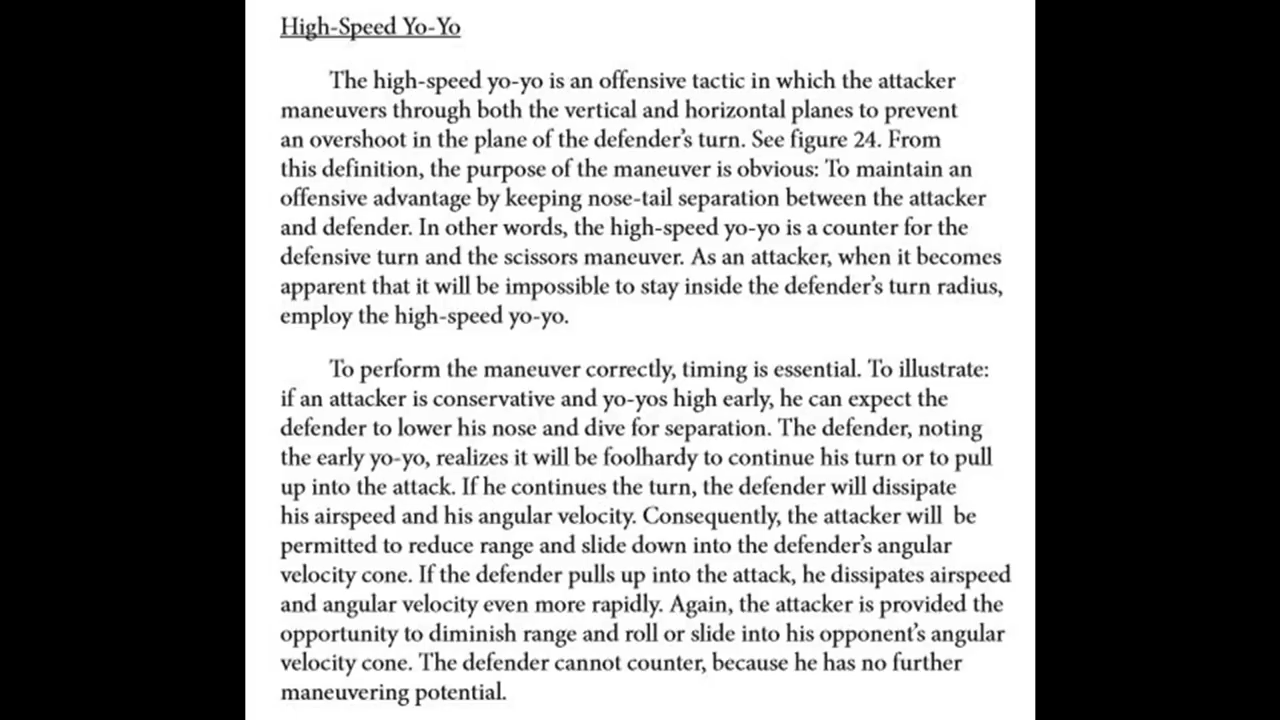 High-Speed Yo-Yo
The high-speed yo-yo is an offensive tactic in which the attacker
maneuvers through both the vertical and horizontal planes to prevent
an overshoot in the plane of the defender's turn. See figure 24. From
this definition, the purpose of the maneuver is obvious: To maintain an
offensive advantage by keeping nose-tail separation between the attacker
and defender. In other words, the high-speed yo-yo is a counter for the
defensive turn and the scissors maneuver. As an attacker, when it becomes
apparent that it will be impossible to stay inside the defender's turn radius,
employ the high-speed yo-yo.
To perform the maneuver correctly, timing is essential. To illustrate:
if an attacker is conservative and yo-yos high early, he can expect the
defender to lower his nose and dive for separation. The defender, noting
the early yo-yo, realizes it will be foolhardy to continue his turn or to pull
up into the attack. If he continues the turn, the defender will dissipate
his airspeed and his angular velocity. Consequently, the attacker will be
permitted to reduce range and slide down into the defender's angular
velocity cone. If the defender pulls up into the attack, he dissipates airspeed
and angular velocity even more rapidly. Again, the attacker is provided the
opportunity to diminish range and roll or slide into his opponent's angular
velocity cone. The defender cannot counter, because he has no further
maneuvering potential.